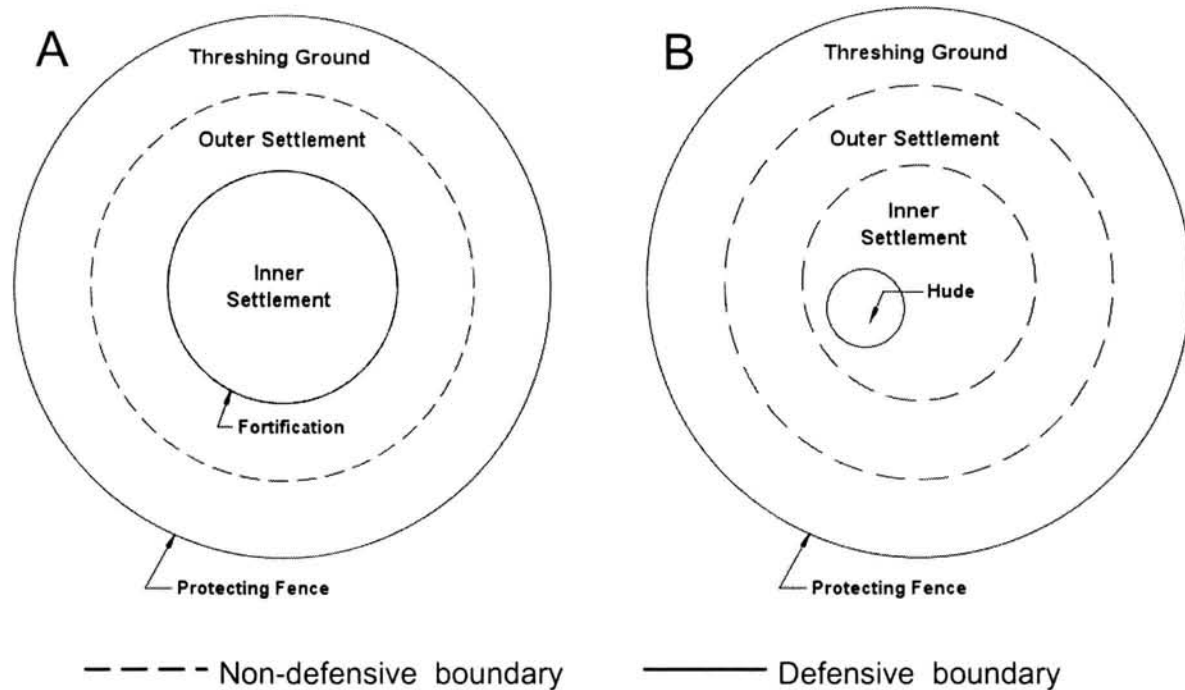 A
Threshing Ground
Outer Settlement
Inner
Settlement
Fortification
Protecting Fence
B
Threshing Ground
Outer Settlement
Inner
Settlement
Hude
Protecting Fence
Non-defensive boundary
Defensive boundary